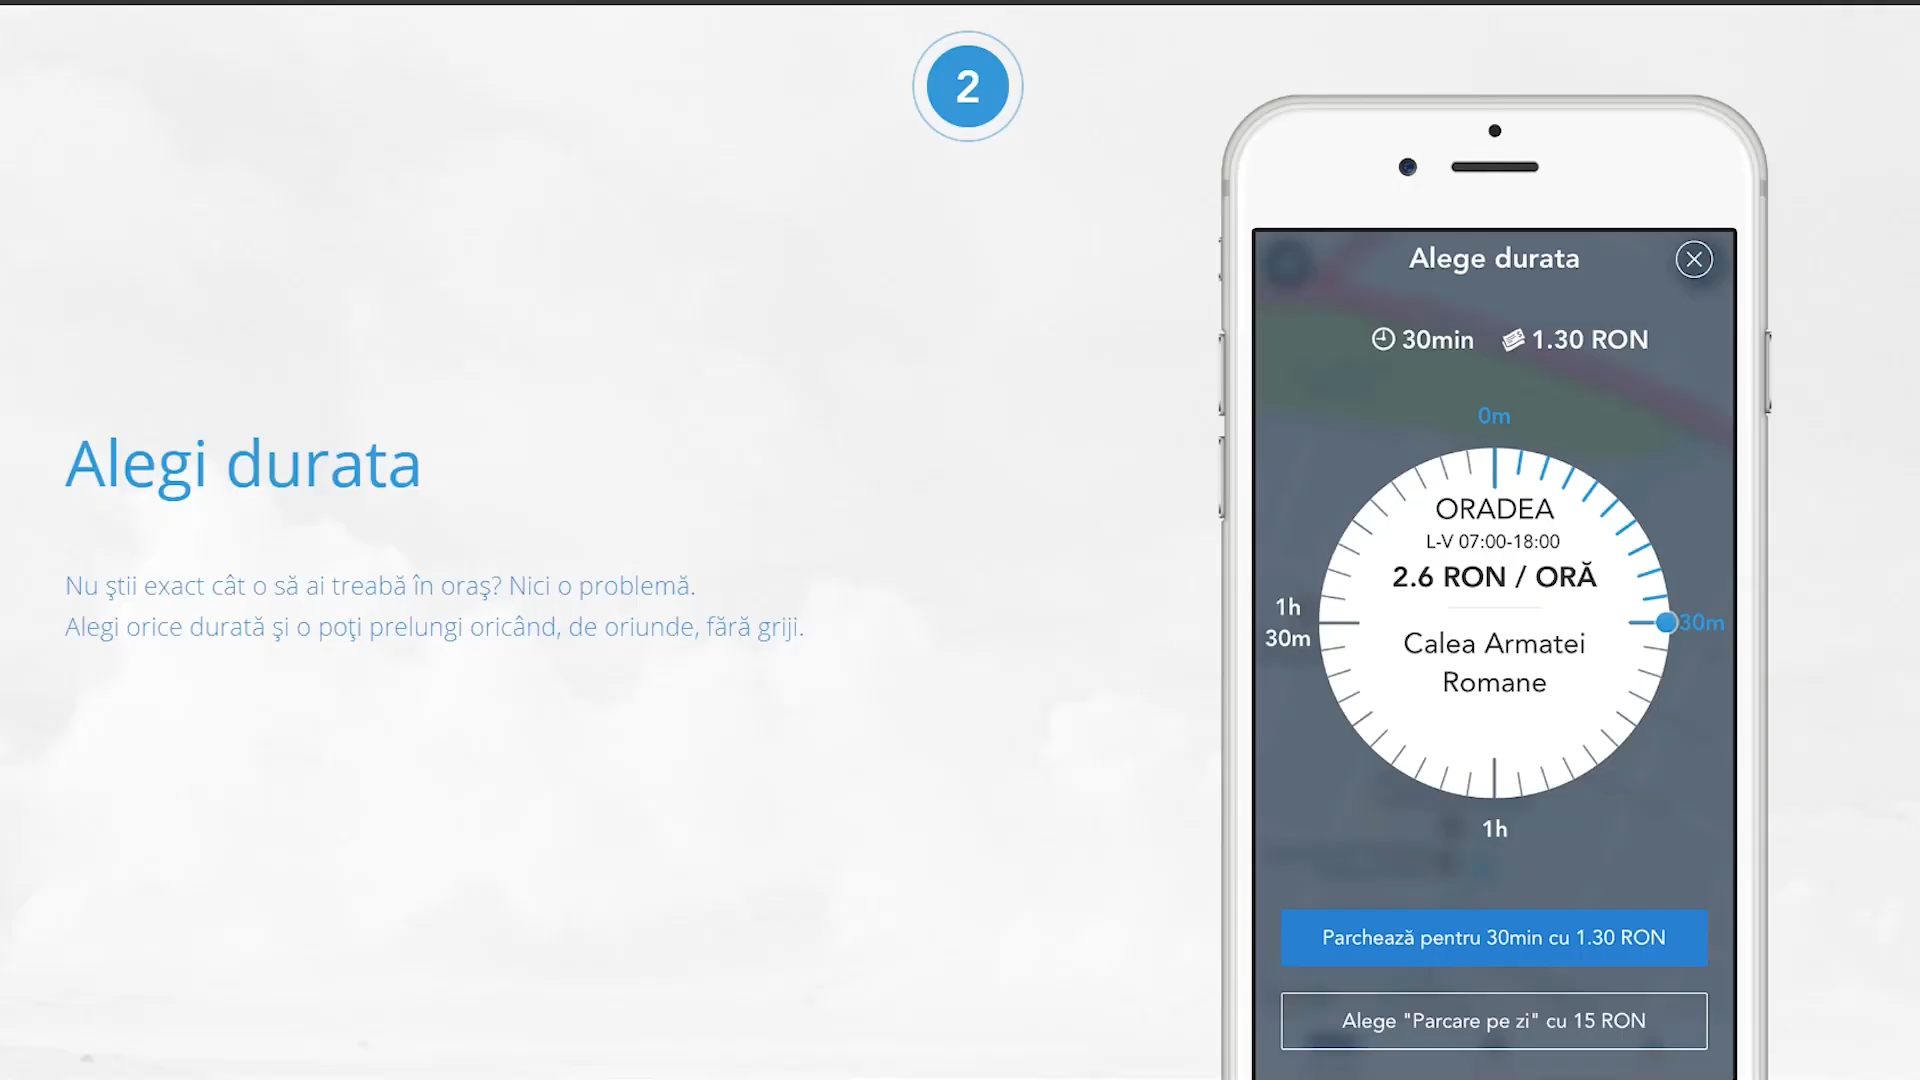 2
Alegi durata
Nu ştii exact cât o să ai treabă în oraş? Nici o problemă.
Alegi orice durată şi o poţi prelungi oricând, de oriunde, fără griji.
Alege durata
30min 1.30 RON
0m
ORADEA
L-V 07:00-18:00
2.6 RON / ORĂ
Calea Armatei
Romane
30m
1h
30m
1h
Parchează pentru 30min cu 1.30 RON
Alege "Parcare pe zi" cu 15 RON